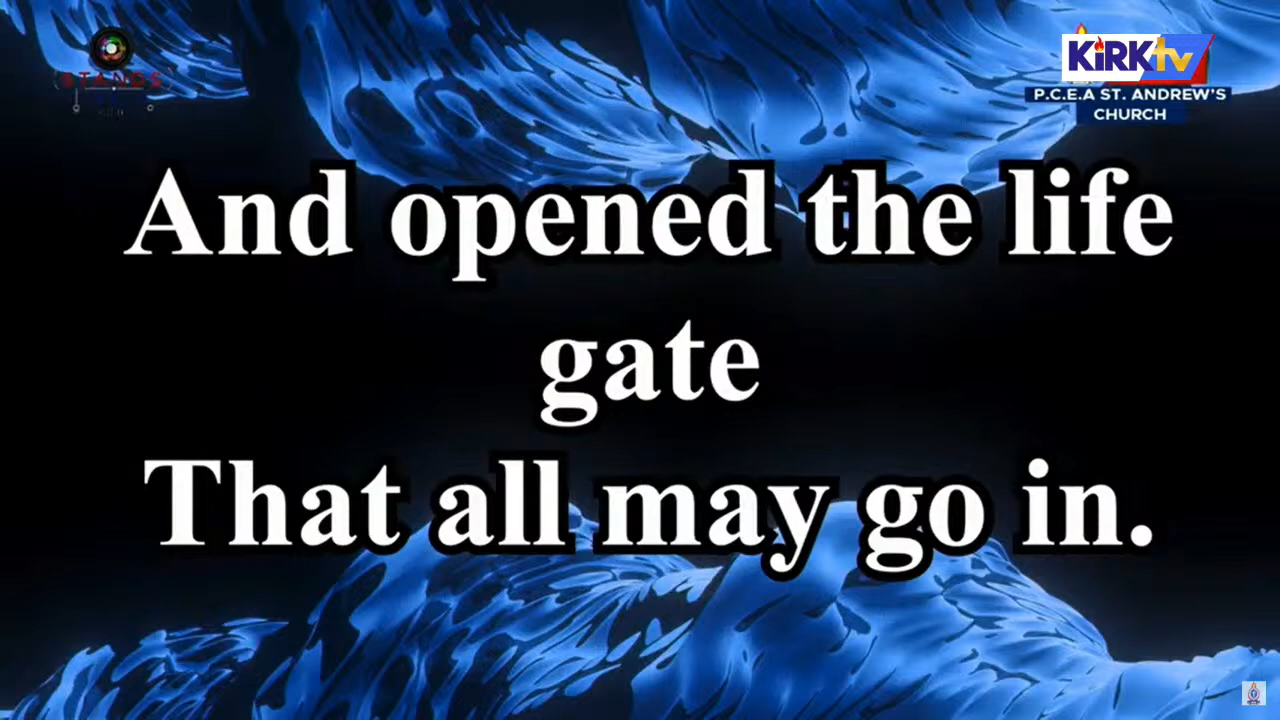 KiRKtv
P.C.E.A ST. ANDREW'S
CHURCH
And opened the life
gate
That all may go in.